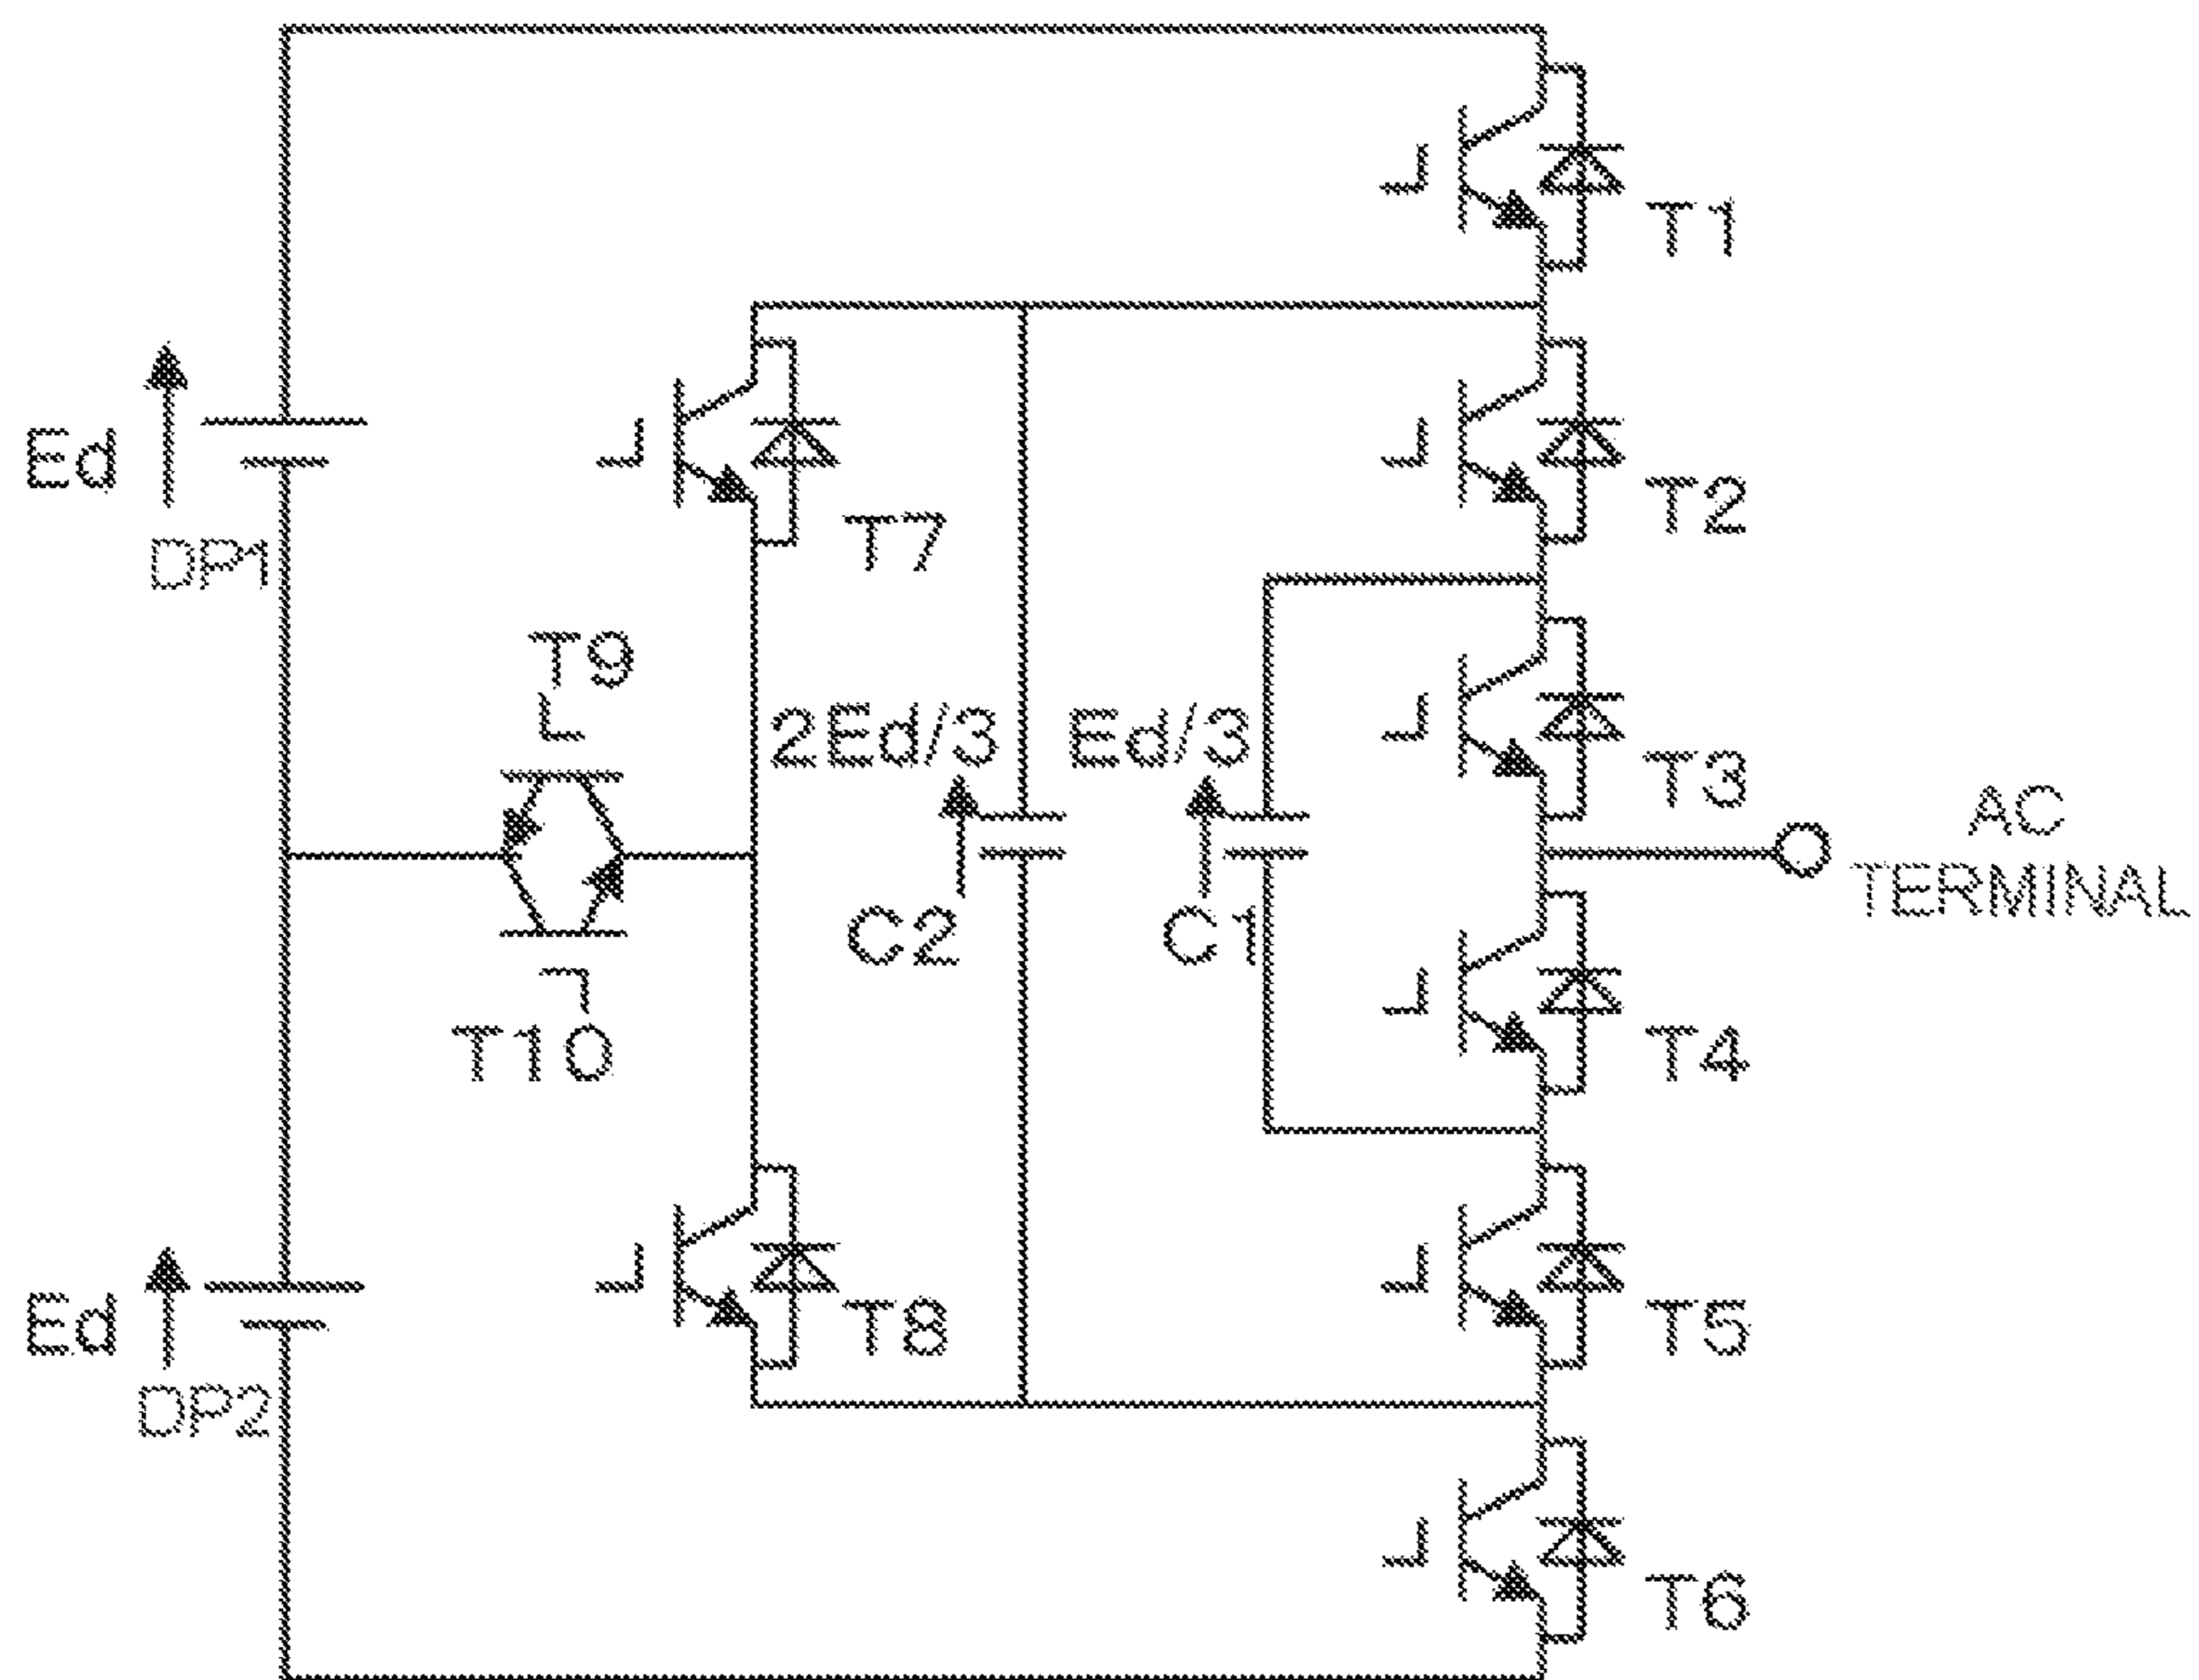 T1
Ed
DP1
T7
T2
T9
2Ed/3
Ed/3
T3
AC
TERMINAL
C2
C1
T10
T4
Ed
DP2
T8
T5
T6